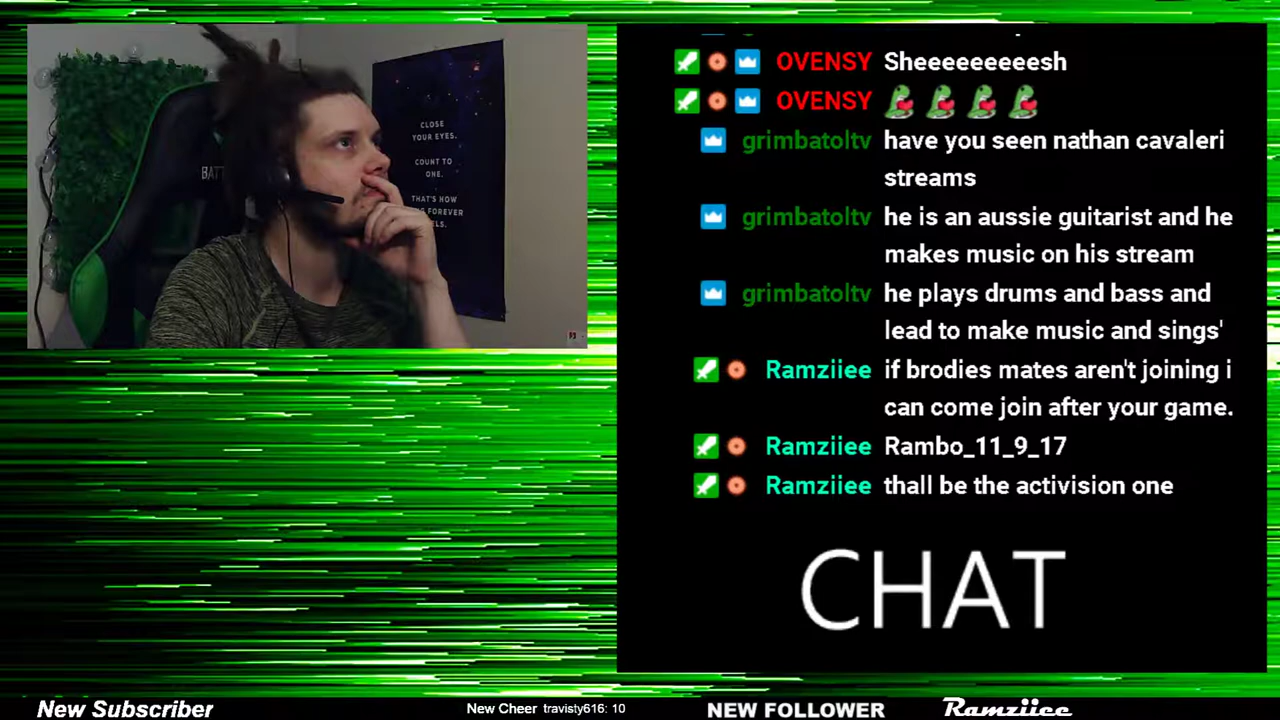 CLOSE
YOUR EYES.
COUNT TO
ONE.
THAT'S HOW
FOREVER
BATT
OVENSY Sheeeeeeeeesh
OVENSY
grimbatoltv have you seen nathan cavaleri
streams
grimbatoltv he is an aussie guitarist and he
makes music on his stream
grimbatoltv he plays drums and bass and
lead to make music and sings'
Ramziiee if brodies mates aren't joining i
can come join after your game.
Ramziiee Rambo_11_9_17
Ramziiee thall be the activision one
CHAT
New Subscriber New Cheer travisty616: 10 NEW FOLLOWER Ramziiee